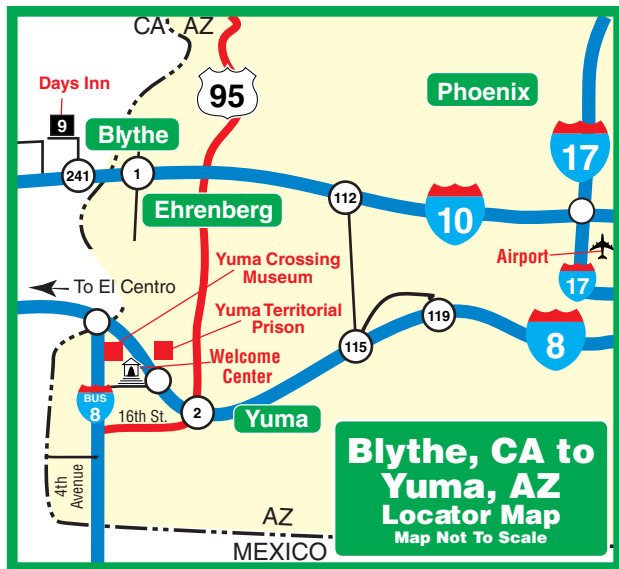 CA AZ
Days Inn
95
Phoenix
9
Blythe
17
241
1
112
Ehrenberg
10
Yuma Crossing
Museum
Airport
To El Centro
17
Yuma Territorial
Prison
119
115
8
Welcome
Center
BUS
8
16th St.
2
Yuma
4th
Avenue
Blythe, CA to
Yuma, AZ
Locator Map
Map Not To Scale
AZ
MEXICO